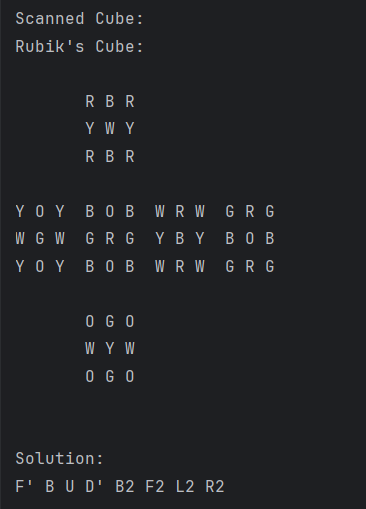 Scanned Cube:
Rubik's Cube:
R B R
Y W Y
R B R
Y O Y  B O B  W R W  G R G
W G W  G R G  Y B Y  B O B
Y O Y  B O B  W R W  G R G
O G O
W Y W
O G O
Solution:
F' B U D' B2 F2 L2 R2